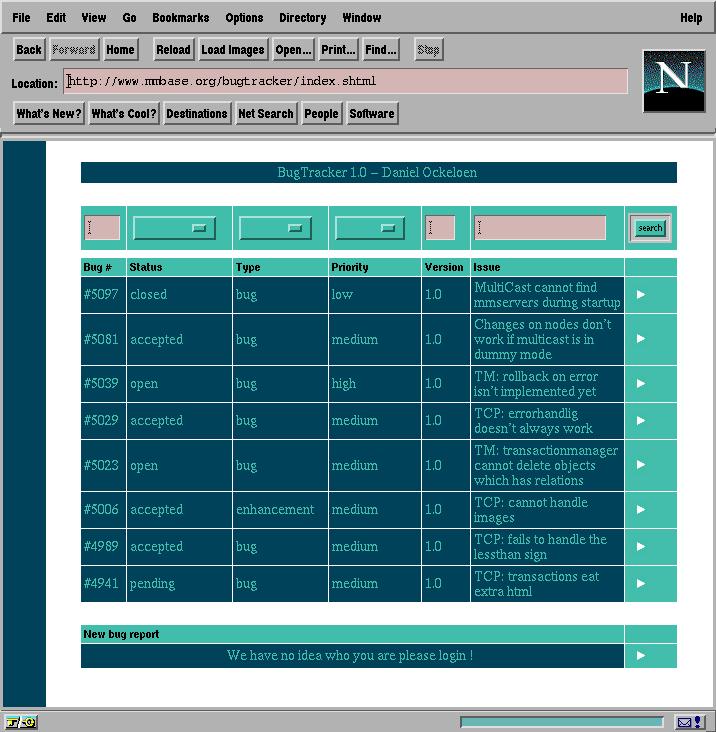 File Edit View Go Bookmarks Options Directory Window Help
Back Forward Home Reload Load Images Open... Print... Find... Stop
Location: http://www.mmbase.org/bugtracker/index.shtml
N
What's New? What's Cool? Destinations Net Search People Software
BugTracker 1.0 – Daniel Ockeloen
search
Bug # Status Type Priority Version Issue
#5097 closed bug low 1.0 MultiCast cannot find
mmservers during startup
#5081 accepted bug medium 1.0 Changes on nodes don't
work if multicast is in
dummy mode
#5039 open bug high 1.0 TM: rollback on error
isn't implemented yet
#5029 accepted bug medium 1.0 TCP: errorhandlig
doesn't always work
#5023 open bug medium 1.0 TM: transactionmanager
cannot delete objects
which has relations
#5006 accepted enhancement medium 1.0 TCP: cannot handle
images
#4989 accepted bug medium 1.0 TCP: fails to handle the
lessthan sign
#4941 pending bug medium 1.0 TCP: transactions eat
extra html
New bug report
We have no idea who you are please login !